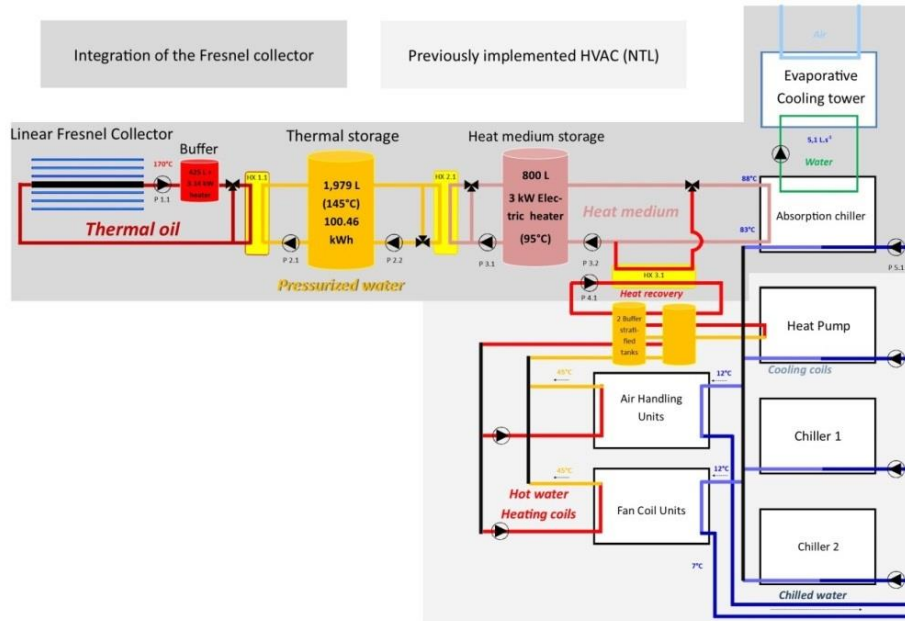 Integration of the Fresnel collector
Previously implemented HVAC (NTL)
Air
Evaporative
Cooling tower
5,1 L.s¹
Water
Linear Fresnel Collector
Buffer
Thermal storage
Heat medium storage
170°C
P 1.1
heater
HX 1.1
1,979 L
(145°C)
100.46
kWh
HX 2.1
800 L
3 kW Elec-
tric heater
(95°C)
Heat medium
88°C
83°C
Absorption chiller
Thermal oil
P 2.1
P 2.2
P 3.1
P 3.2
P 5.1
Pressurized water
HX 3.1
P 4.1
Heat recovery
2 Buffer
strati-
fied
tanks
Heat Pump
Cooling coils
45°C
12°C
Air Handling
Units
Chiller 1
45°C
12°C
Hot water
Heating coils
Fan Coil Units
Chiller 2
7°C
Chilled water